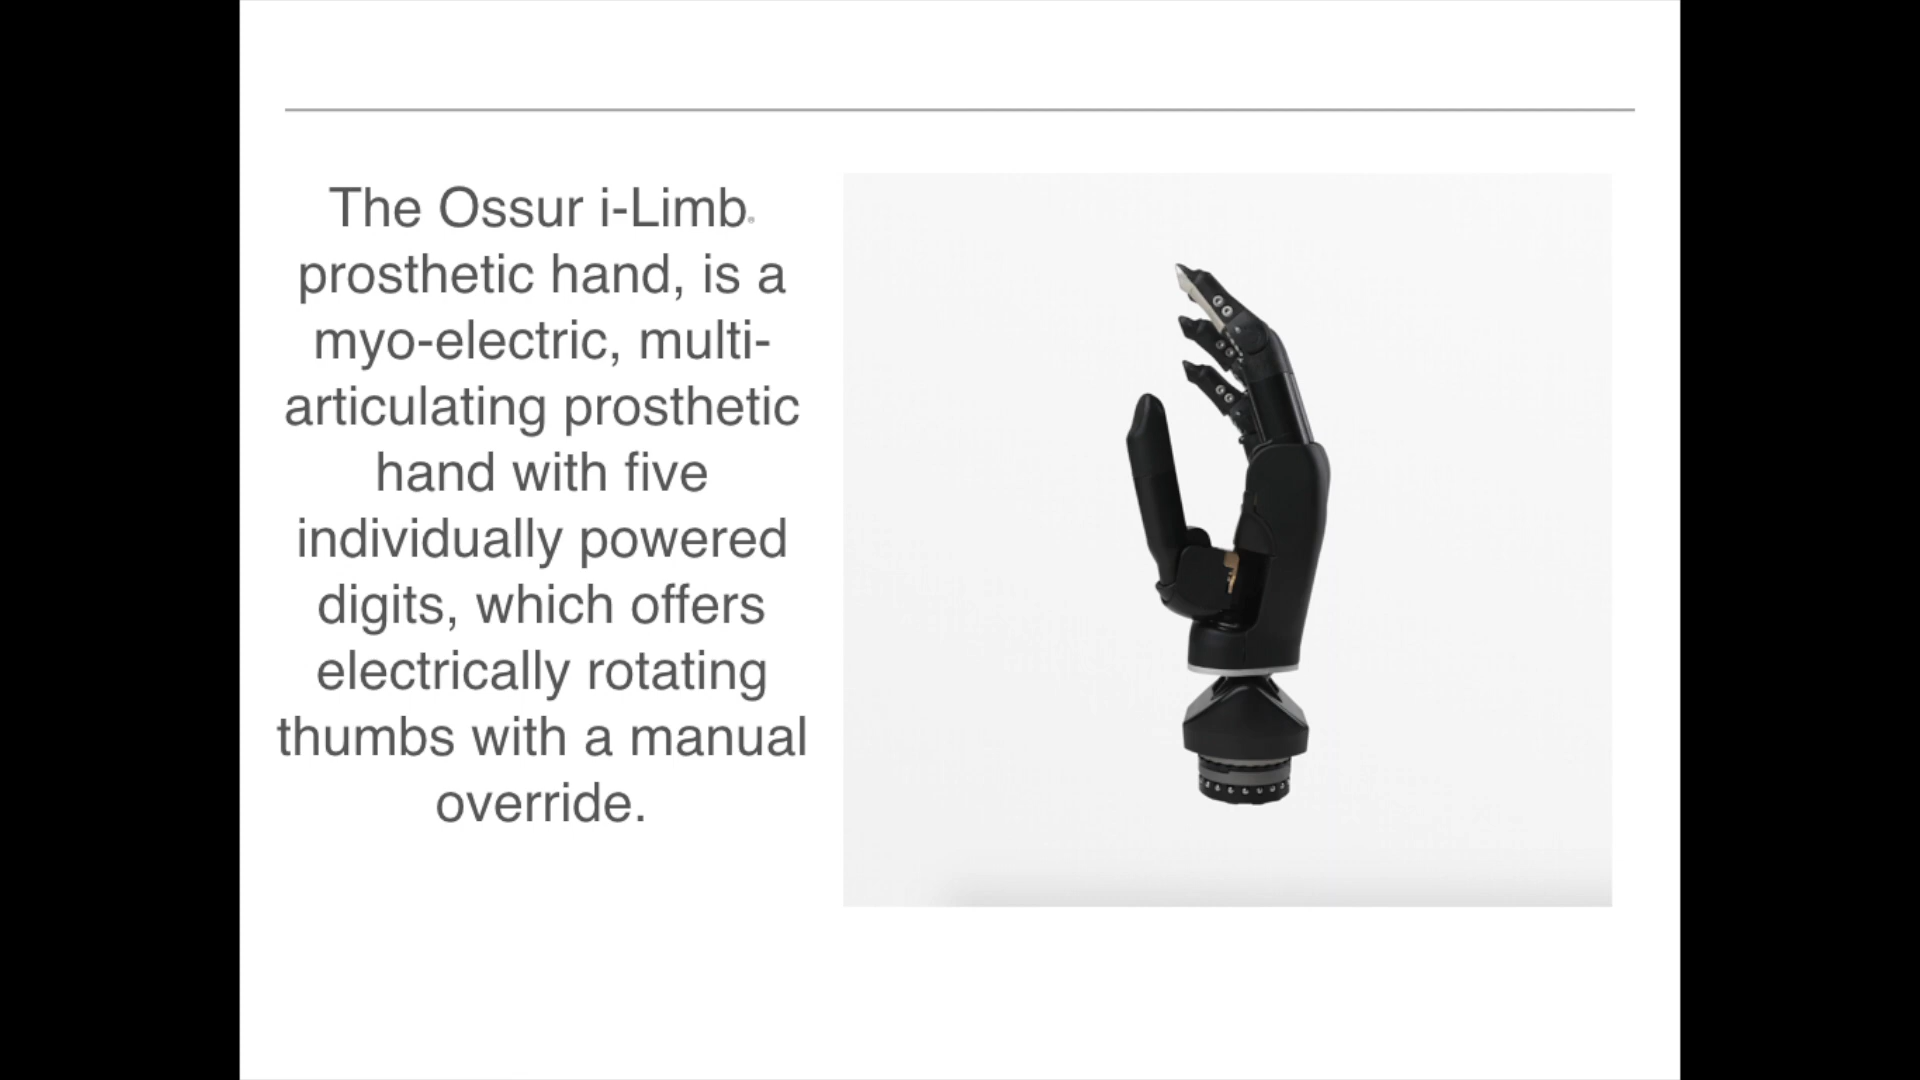 The Ossur i-Limb®
prosthetic hand, is a
myo-electric, multi-
articulating prosthetic
hand with five
individually powered
digits, which offers
electrically rotating
thumbs with a manual
override.